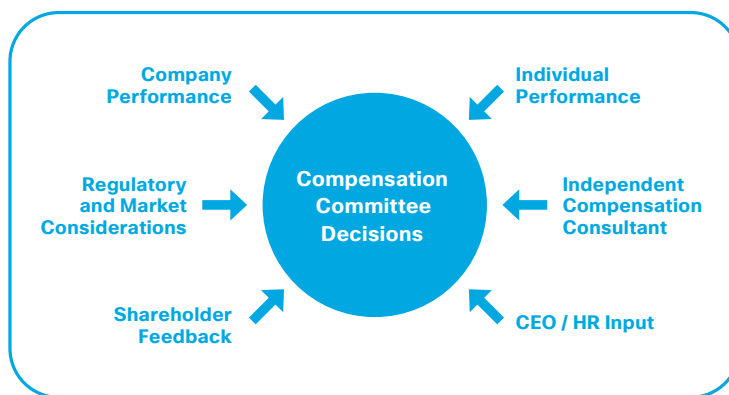 Company
Performance
Individual
Performance
Regulatory
and Market
Considerations
Compensation
Committee
Decisions
Independent
Compensation
Consultant
Shareholder
Feedback
CEO / HR Input